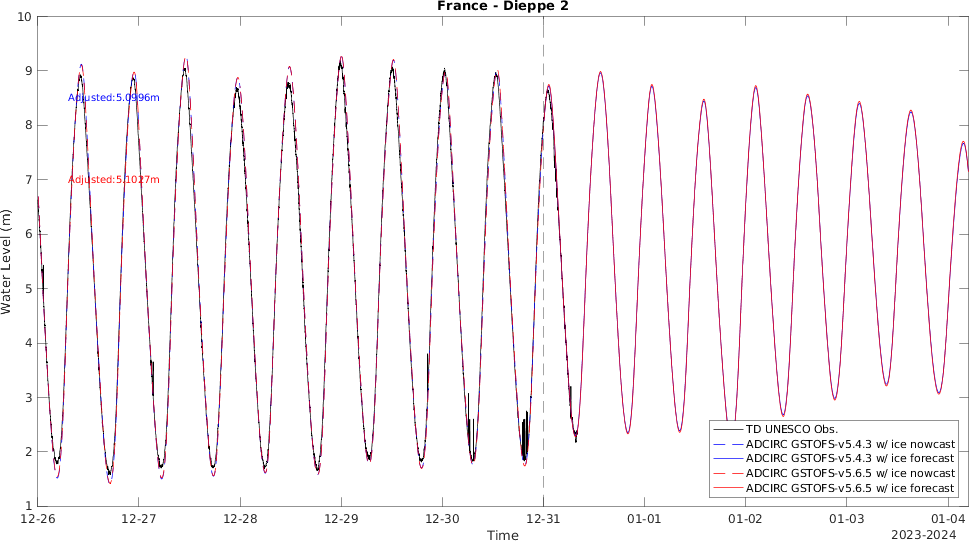 France - Dieppe 2
10
9
8
7
6
5
4
3
2
1
Water Level (m)
Adjusted:5.0996m
Adjusted:5.1027m
TD UNESCO Obs.
ADCIRC GSTOFS-v5.4.3 w/ ice nowcast
ADCIRC GSTOFS-v5.4.3 w/ ice forecast
ADCIRC GSTOFS-v5.6.5 w/ ice nowcast
ADCIRC GSTOFS-v5.6.5 w/ ice forecast
12-26 12-27 12-28 12-29 12-30 12-31 01-01 01-02 01-03 01-04
Time
2023-2024